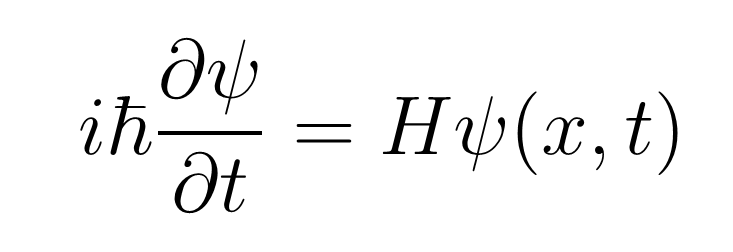 iℏ ∂ψ/∂t = Hψ(x, t)